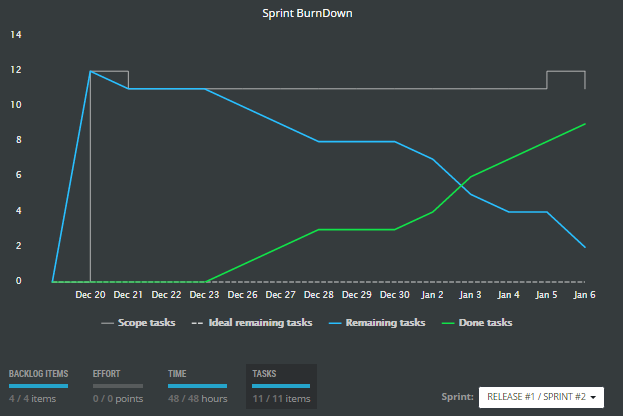 Sprint BurnDown
14
12
10
8
6
4
2
0
Dec 20 Dec 21 Dec 22 Dec 23 Dec 26 Dec 27 Dec 28 Dec 29 Dec 30 Jan 2 Jan 3 Jan 4 Jan 5 Jan 6
Scope tasks Ideal remaining tasks Remaining tasks Done tasks
BACKLOG ITEMS EFFORT TIME TASKS
4 / 4 items 0 / 0 points 48 / 48 hours 11 / 11 items
Sprint: RELEASE #1 / SPRINT #2